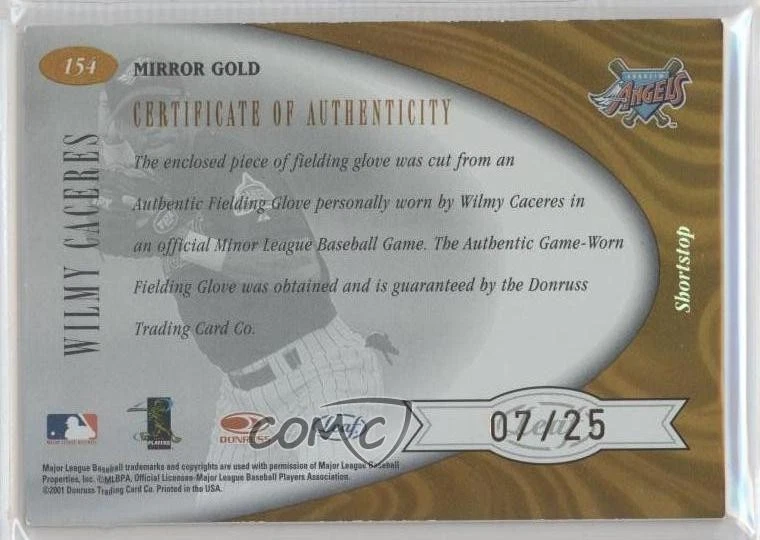 154
MIRROR GOLD
CERTIFICATE OF AUTHENTICITY
ANAHEIM
ANGELS
WILMY CACERES
The enclosed piece of fielding glove was cut from an
Authentic Fielding Glove personally worn by Wilmy Caceres in
an official Minor League Baseball Game. The Authentic Game-Worn
Fielding Glove was obtained and is guaranteed by the Donruss
Trading Card Co.
Shortstop
PLAYERS
DONRUSS
Leaf
COMC
Leaf
07/25
Major League Baseball trademarks and copyrights are used with permission of Major League Baseball
Properties, Inc. ©MLBPA. Official Licensee-Major League Baseball Players Association.
©2001 Donruss Trading Card Co. Printed in the USA.